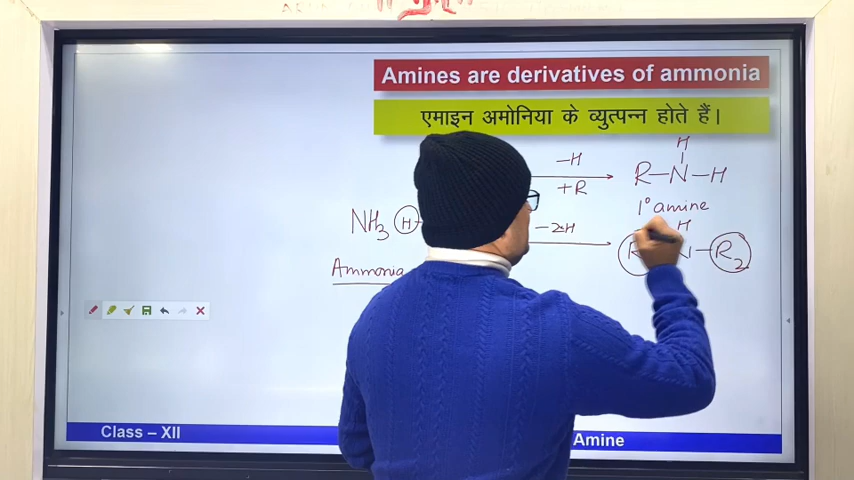 Amines are derivatives of ammonia
एमाइन अमोनिया के व्युत्पन्न होते हैं।
H
–H
R–N–H
+R
1° amine
NH3 H
–2H
H
R
–R2
Ammonia
Class – XII
Amine